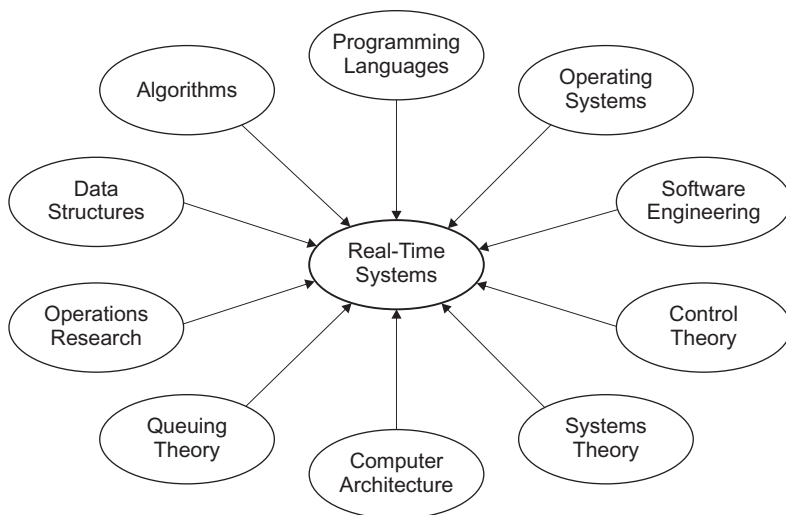 Programming
Languages
Algorithms
Operating
Systems
Data
Structures
Software
Engineering
Real-Time
Systems
Operations
Research
Control
Theory
Queuing
Theory
Systems
Theory
Computer
Architecture